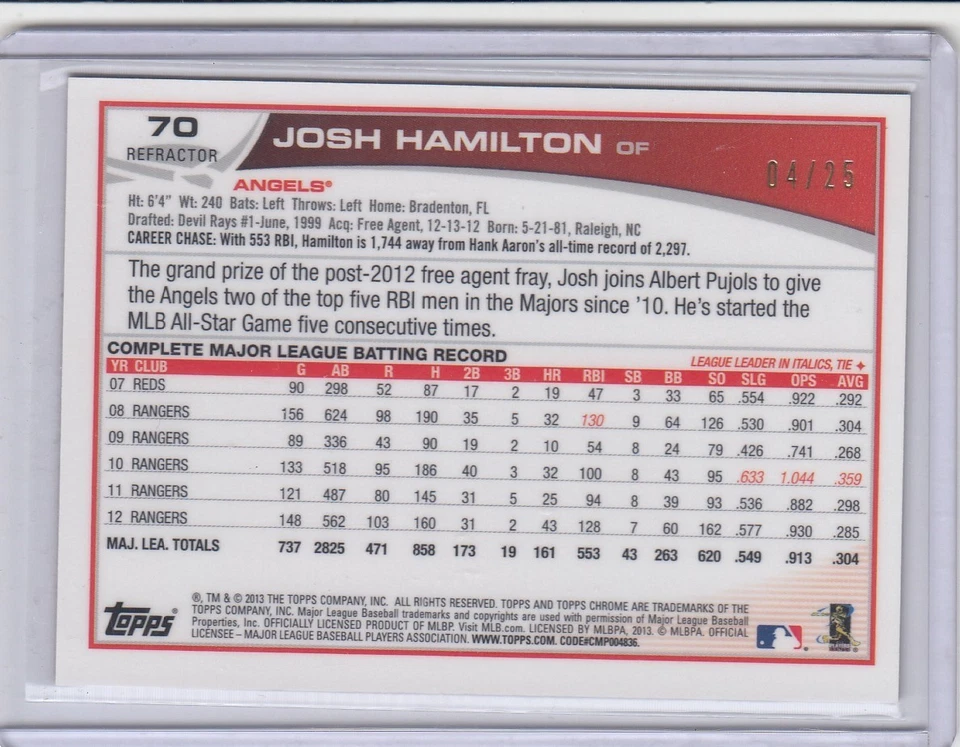 70
REFRACTOR
JOSH HAMILTON OF
04/25
ANGELS®
Ht: 6'4" Wt: 240 Bats: Left Throws: Left Home: Bradenton, FL
Drafted: Devil Rays #1-June, 1999 Acq: Free Agent, 12-13-12 Born: 5-21-81, Raleigh, NC
CAREER CHASE: With 553 RBI, Hamilton is 1,744 away from Hank Aaron's all-time record of 2,297.
The grand prize of the post-2012 free agent fray, Josh joins Albert Pujols to give
the Angels two of the top five RBI men in the Majors since '10. He's started the
MLB All-Star Game five consecutive times.
COMPLETE MAJOR LEAGUE BATTING RECORD
LEAGUE LEADER IN ITALICS, TIE ✦
YR CLUB G AB R H 2B 3B HR RBI SB BB SO SLG OPS AVG
07 REDS 90 298 52 87 17 2 19 47 3 33 65 .554 .922 .292
08 RANGERS 156 624 98 190 35 5 32 130 9 64 126 .530 .901 .304
09 RANGERS 89 336 43 90 19 2 10 54 8 24 79 .426 .741 .268
10 RANGERS 133 518 95 186 40 3 32 100 8 43 95 .633 1.044 .359
11 RANGERS 121 487 80 145 31 5 25 94 8 39 93 .536 .882 .298
12 RANGERS 148 562 103 160 31 2 43 128 7 60 162 .577 .930 .285
MAJ. LEA. TOTALS 737 2825 471 858 173 19 161 553 43 263 620 .549 .913 .304
Topps®
®, TM & © 2013 THE TOPPS COMPANY, INC. ALL RIGHTS RESERVED. TOPPS AND TOPPS CHROME ARE TRADEMARKS OF THE
TOPPS COMPANY, INC. Major League Baseball trademarks and copyrights are used with permission of Major League Baseball
Properties, Inc. OFFICIALLY LICENSED PRODUCT OF MLBP. Visit MLB.com. LICENSED BY MLBPA, 2013. © MLBPA. OFFICIAL
LICENSEE – MAJOR LEAGUE BASEBALL PLAYERS ASSOCIATION. WWW.TOPPS.COM. CODE#CMP004836.